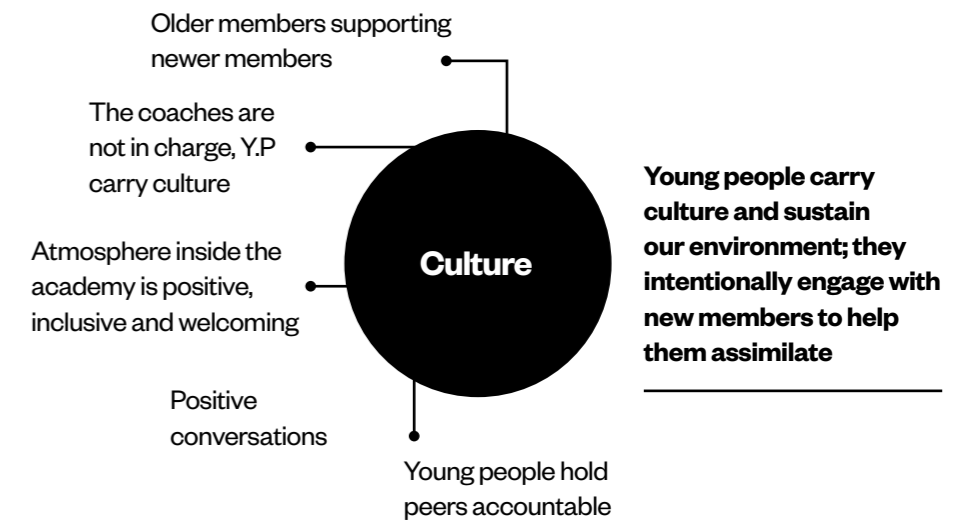 Older members supporting
newer members
The coaches are
not in charge, Y.P
carry culture
Atmosphere inside the
academy is positive,
inclusive and welcoming
Positive
conversations
Young people hold
peers accountable
Culture
Young people carry
culture and sustain
our environment; they
intentionally engage with
new members to help
them assimilate